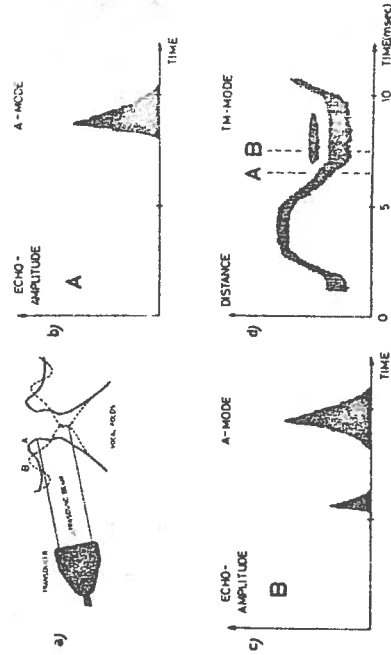 a)
TRANSDUCER
B
A
ULTRASOUND BEAM
VOCAL FOLDS
b)
ECHO-
AMPLITUDE
A
A-MODE
TIME
c)
ECHO-
AMPLITUDE
B
A-MODE
TIME
d)
DISTANCE
TM-MODE
A
B
0
5
10
TIME(msec)